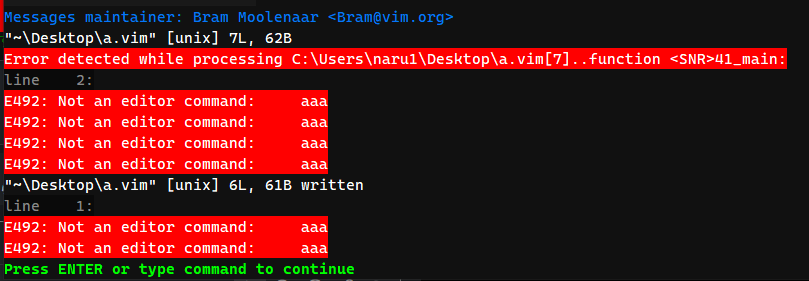 Messages maintainer: Bram Moolenaar <Bram@vim.org>
"~\Desktop\a.vim" [unix] 7L, 62B
Error detected while processing C:\Users\naru1\Desktop\a.vim[7]..function <SNR>41_main:
line    2:
E492: Not an editor command:     aaa
E492: Not an editor command:     aaa
E492: Not an editor command:     aaa
E492: Not an editor command:     aaa
"~\Desktop\a.vim" [unix] 6L, 61B written
line    1:
E492: Not an editor command:     aaa
E492: Not an editor command:     aaa
Press ENTER or type command to continue